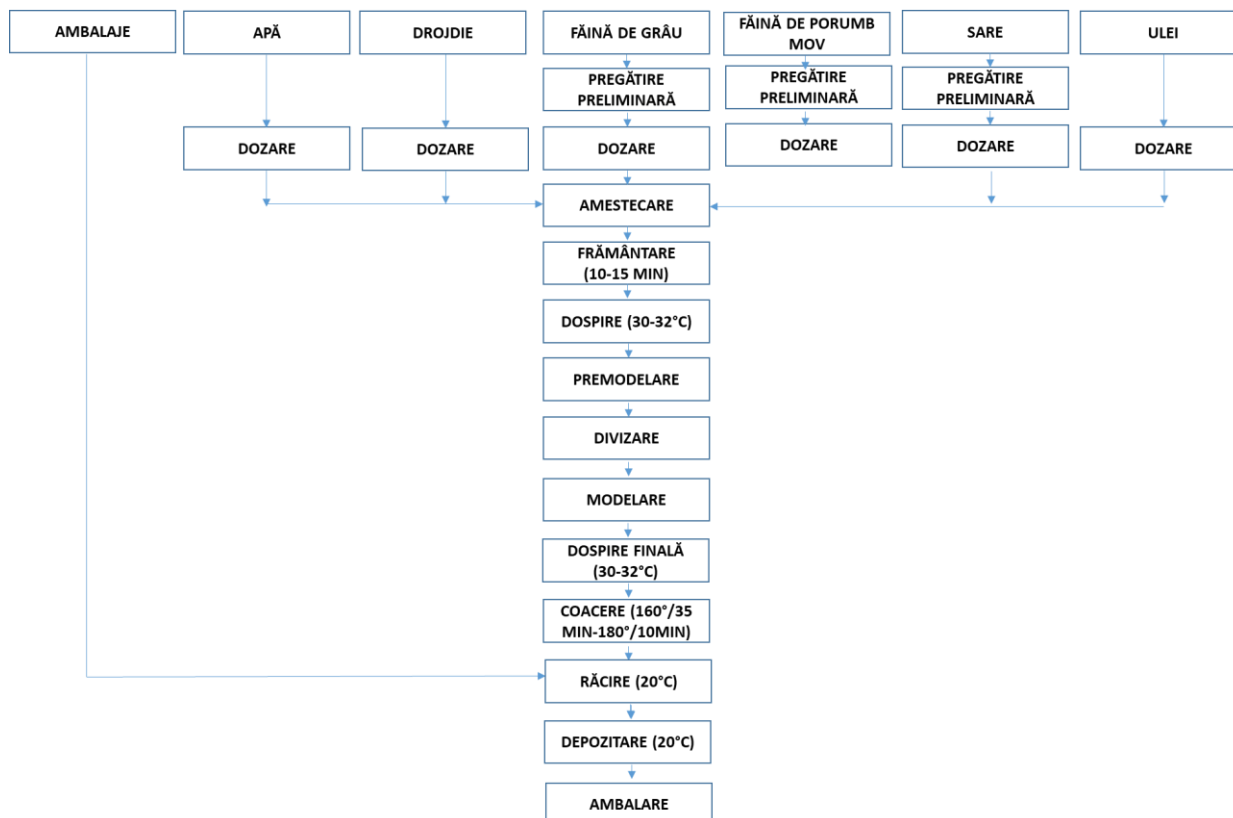 AMBALAJE
APĂ
DROJDIE
FĂINĂ DE GRÂU
FĂINĂ DE PORUMB
MOV
SARE
ULEI
PREGĂTIRE
PRELIMINARĂ
PREGĂTIRE
PRELIMINARĂ
PREGĂTIRE
PRELIMINARĂ
DOZARE
DOZARE
DOZARE
DOZARE
DOZARE
DOZARE
AMESTECARE
FRĂMÂNTARE
(10-15 MIN)
DOSPIRE (30-32°C)
PREMODELARE
DIVIZARE
MODELARE
DOSPIRE FINALĂ
(30-32°C)
COACERE (160°/35
MIN-180°/10MIN)
RĂCIRE (20°C)
DEPOZITARE (20°C)
AMBALARE